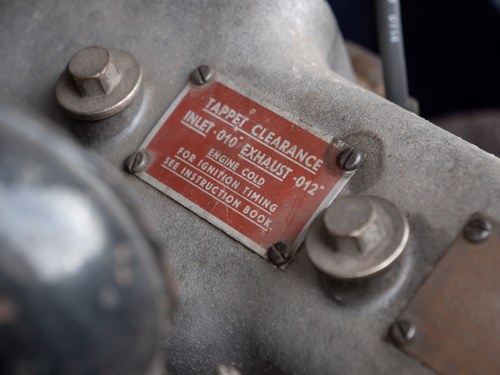 TAPPET CLEARANCE
INLET ·010" EXHAUST ·012"
ENGINE COLD
FOR IGNITION TIMING
SEE INSTRUCTION BOOK.